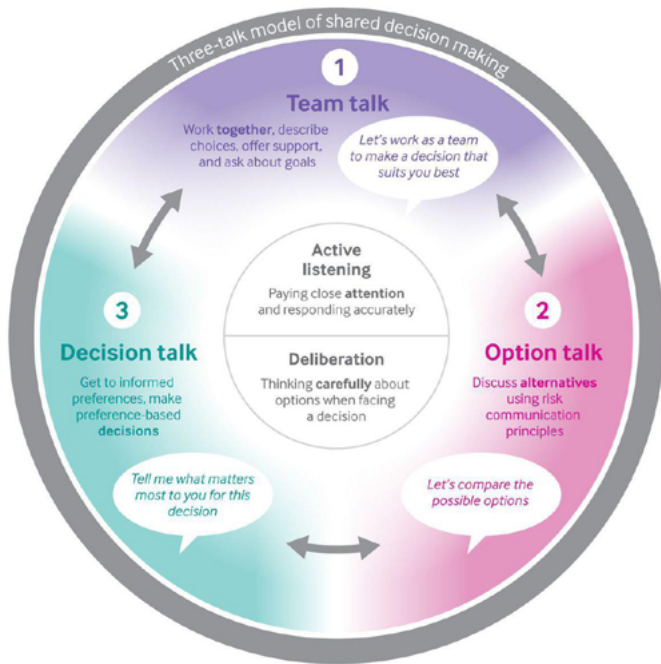 Three-talk model of shared decision making
1
Team talk
Work together, describe
choices, offer support,
and ask about goals
Let's work as a team
to make a decision that
suits you best
Active
listening
Paying close attention
and responding accurately
Deliberation
Thinking carefully about
options when facing
a decision
2
Option talk
Discuss alternatives
using risk
communication
principles
Let's compare the
possible options
3
Decision talk
Get to informed
preferences, make
preference-based
decisions
Tell me what matters
most to you for this
decision